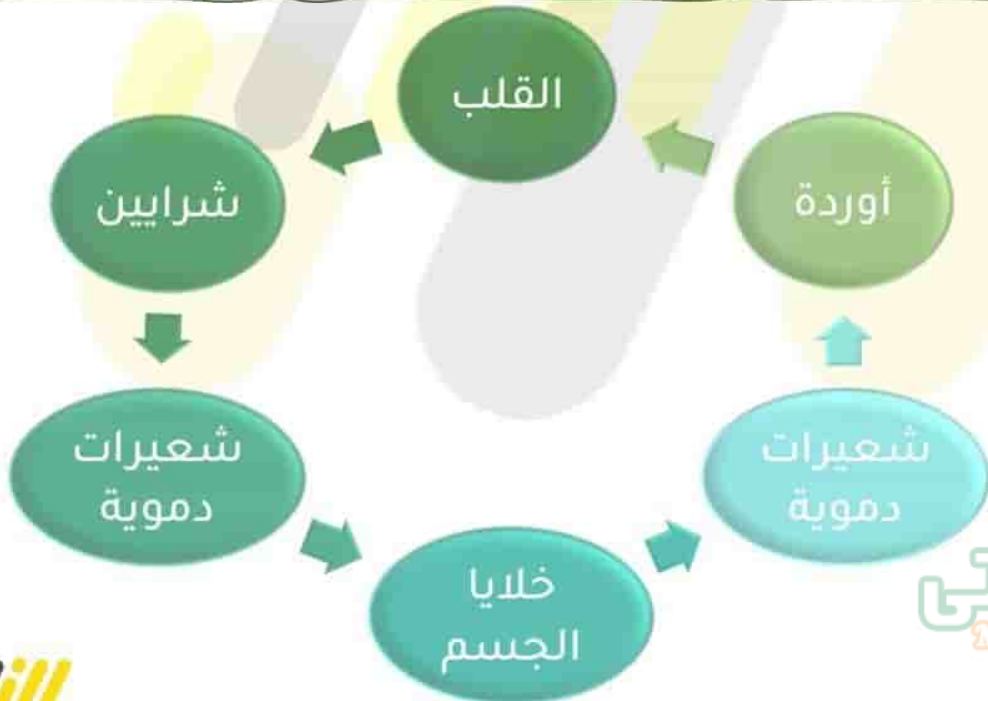 القلب
شرايين
شعيرات
دموية
خلايا
الجسم
شعيرات
دموية
أوردة